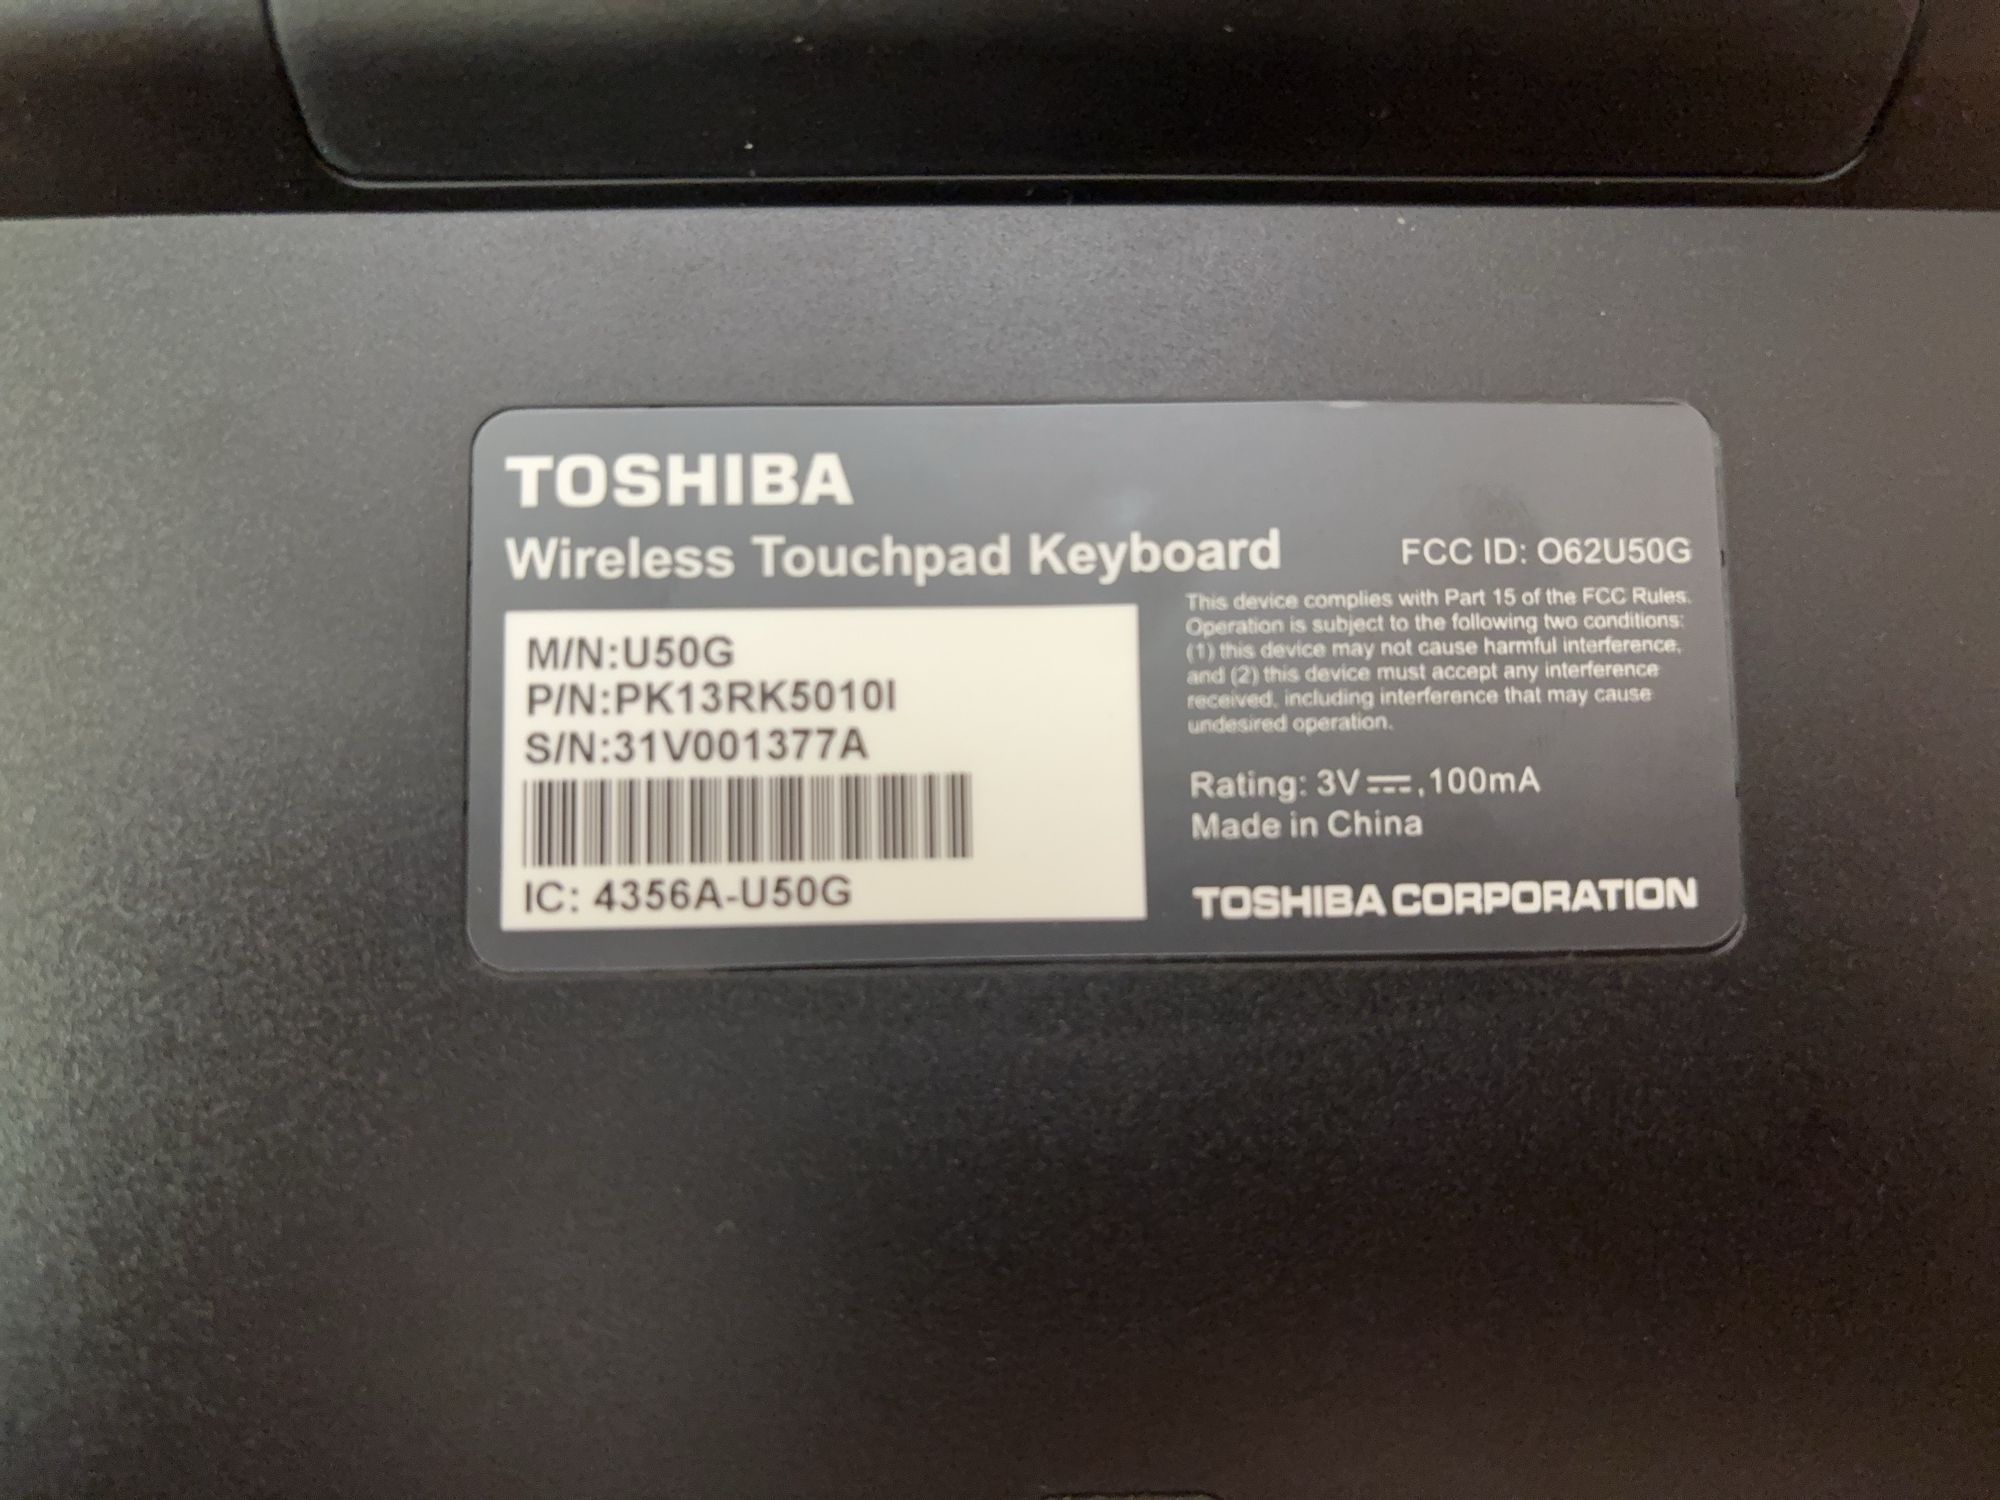 TOSHIBA
Wireless Touchpad Keyboard
M/N:U50G
P/N:PK13RK5010I
S/N:31V001377A
IC: 4356A-U50G
FCC ID: O62U50G
This device complies with Part 15 of the FCC Rules.
Operation is subject to the following two conditions:
(1) this device may not cause harmful interference,
and (2) this device must accept any interference
received, including interference that may cause
undesired operation.
Rating: 3V⎓,100mA
Made in China
TOSHIBA CORPORATION